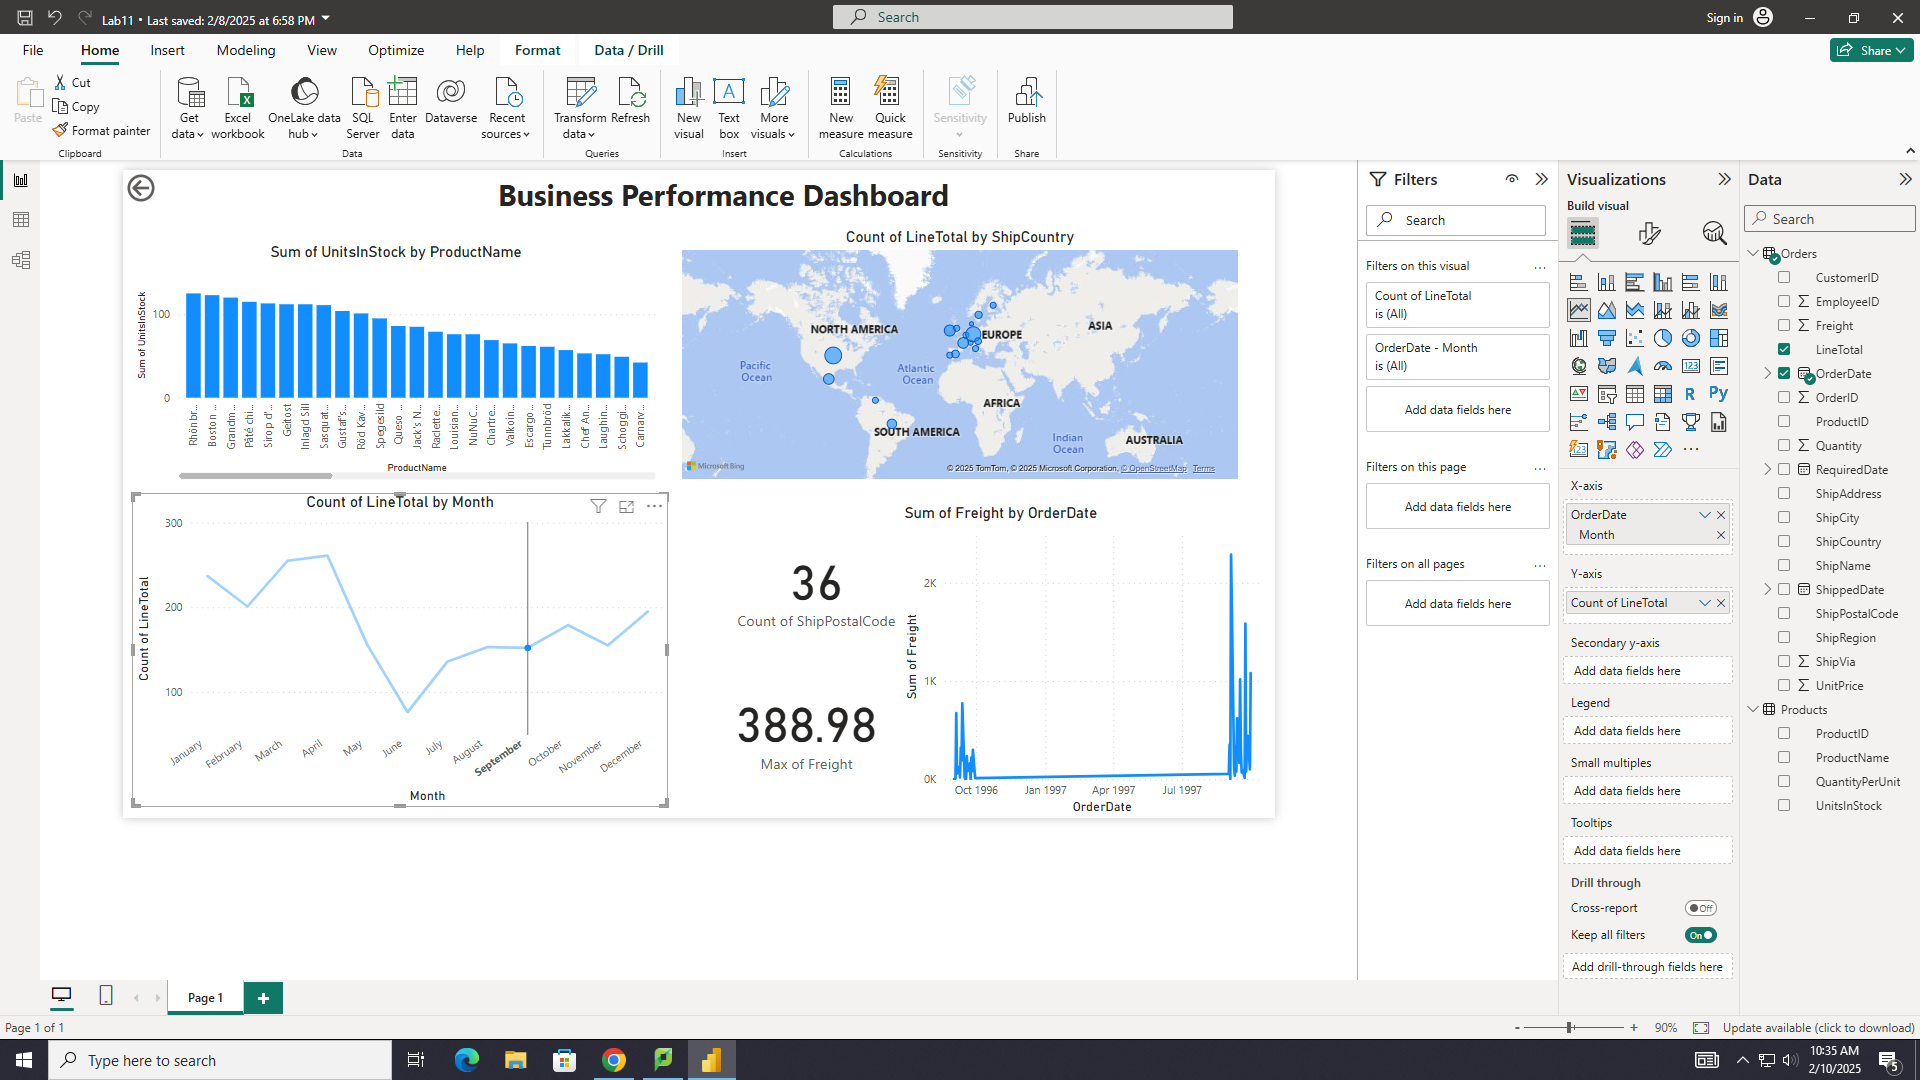 Lab11 • Last saved: 2/8/2025 at 6:58 PM
Search
Sign in
File Home Insert Modeling View Optimize Help Format Data / Drill
Share
Paste
Cut
Copy
Format painter
Clipboard
Get data
Excel workbook
OneLake data hub
SQL Server
Enter data
Dataverse
Recent sources
Data
Transform data
Refresh
Queries
New visual
Text box
More visuals
Insert
New measure
Quick measure
Calculations
Sensitivity
Sensitivity
Publish
Share
Business Performance Dashboard
Sum of UnitsInStock by ProductName
Sum of UnitsInStock
100
0
Rhönbr...
Boston ...
Grandm...
Pâté chi...
Sirop d'...
Geitost
Inlagd Sill
Sasquat...
Gustaf's...
Röd Kav...
Spegesild
Queso ...
Jack's N...
Raclette...
Louisian...
NuNuC...
Chartre...
Valkoin...
Escargo...
Tunnbröd
Lakkalik...
Chef An...
Laughin...
Schoggi...
Carnarv...
ProductName
Count of LineTotal by ShipCountry
NORTH AMERICA
EUROPE
ASIA
Pacific Ocean
Atlantic Ocean
AFRICA
SOUTH AMERICA
Indian Ocean
AUSTRALIA
Microsoft Bing
© 2025 TomTom, © 2025 Microsoft Corporation, © OpenStreetMap Terms
Count of LineTotal by Month
Count of LineTotal
300
200
100
January
February
March
April
May
June
July
August
September
October
November
December
Month
36
Count of ShipPostalCode
388.98
Max of Freight
Sum of Freight by OrderDate
Sum of Freight
2K
1K
0K
Oct 1996
Jan 1997
Apr 1997
Jul 1997
OrderDate
Filters
Search
Filters on this visual
Count of LineTotal
is (All)
OrderDate - Month
is (All)
Add data fields here
Filters on this page
Add data fields here
Filters on all pages
Add data fields here
Visualizations
Build visual
123
R
Py
X-axis
OrderDate
Month
Y-axis
Count of LineTotal
Secondary y-axis
Add data fields here
Legend
Add data fields here
Small multiples
Add data fields here
Tooltips
Add data fields here
Drill through
Cross-report
Off
Keep all filters
On
Add drill-through fields here
Data
Search
Orders
CustomerID
EmployeeID
Freight
LineTotal
OrderDate
OrderID
ProductID
Quantity
RequiredDate
ShipAddress
ShipCity
ShipCountry
ShipName
ShippedDate
ShipPostalCode
ShipRegion
ShipVia
UnitPrice
Products
ProductID
ProductName
QuantityPerUnit
UnitsInStock
Page 1
Page 1 of 1
- + 90%
Update available (click to download)
Type here to search
10:35 AM
2/10/2025
5